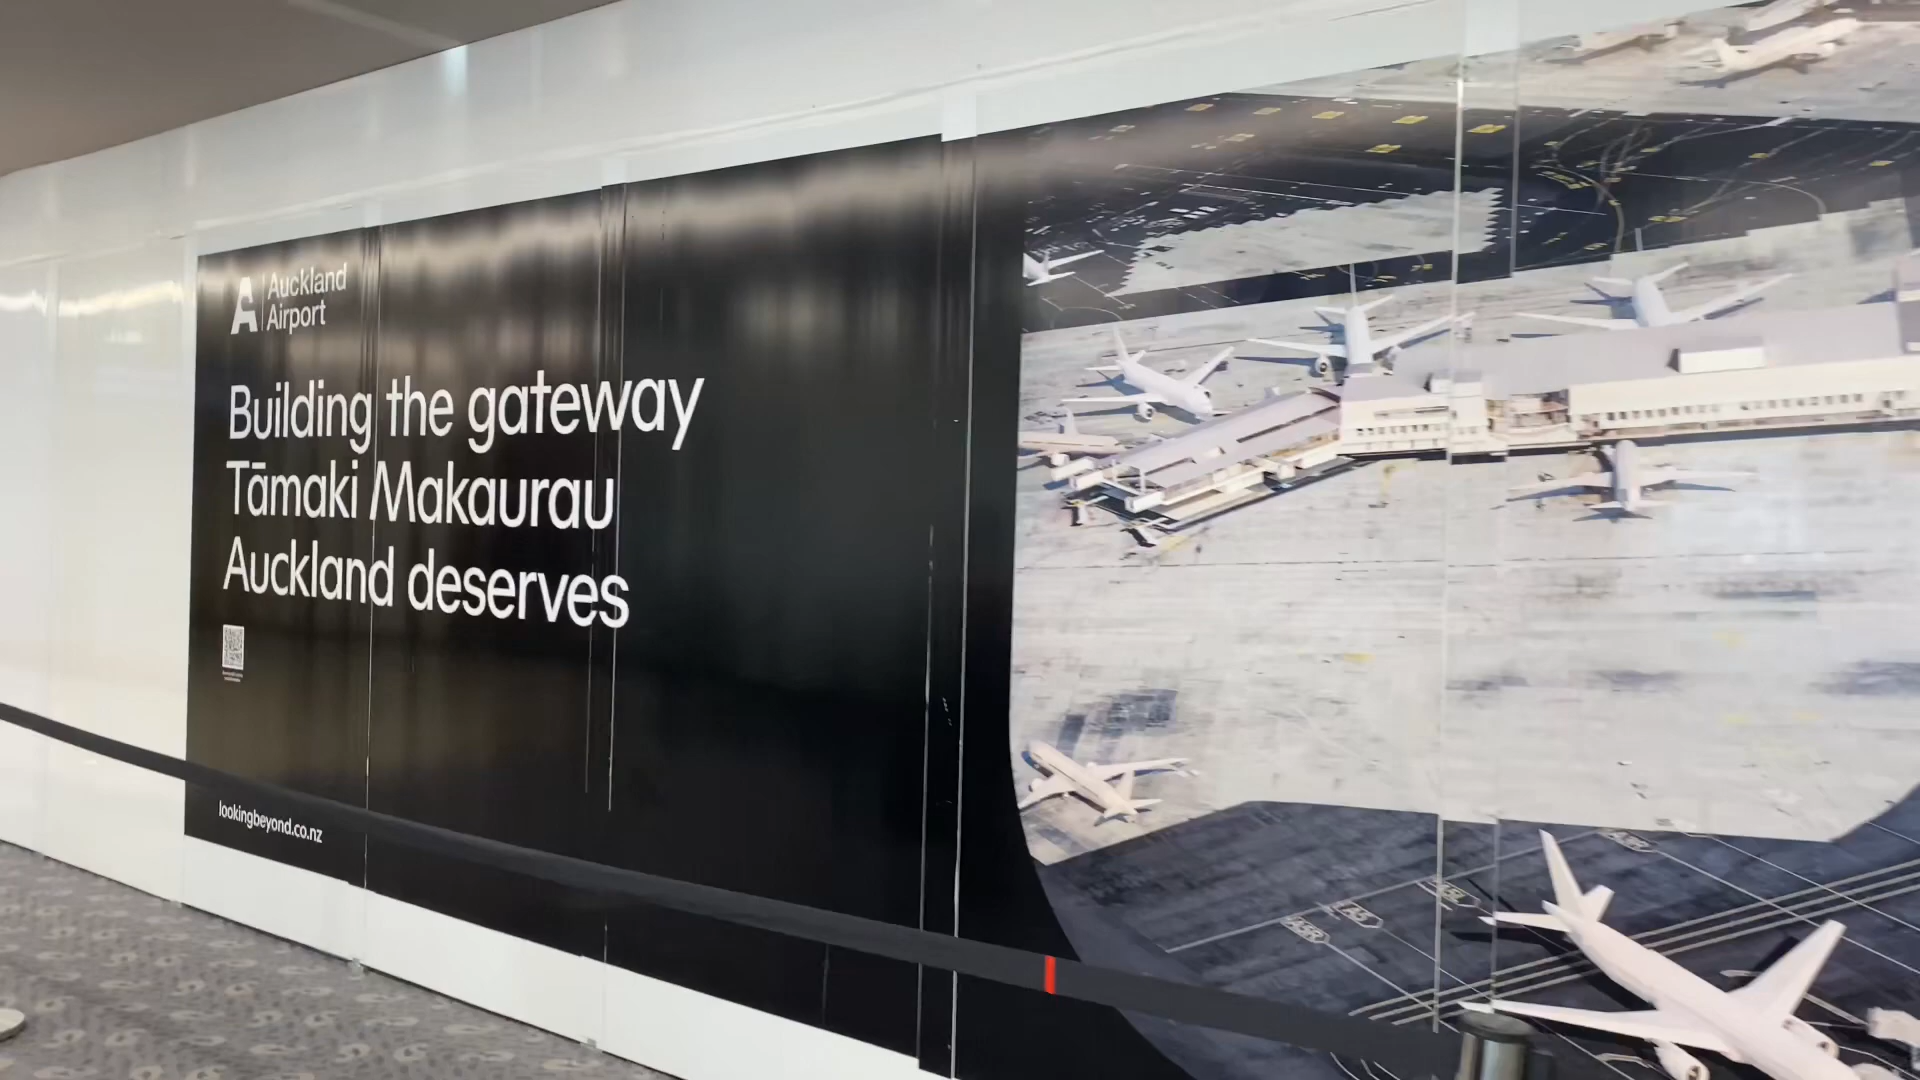 Auckland
Airport
Building the gateway
Tāmaki Makaurau
Auckland deserves
lookingbeyond.co.nz